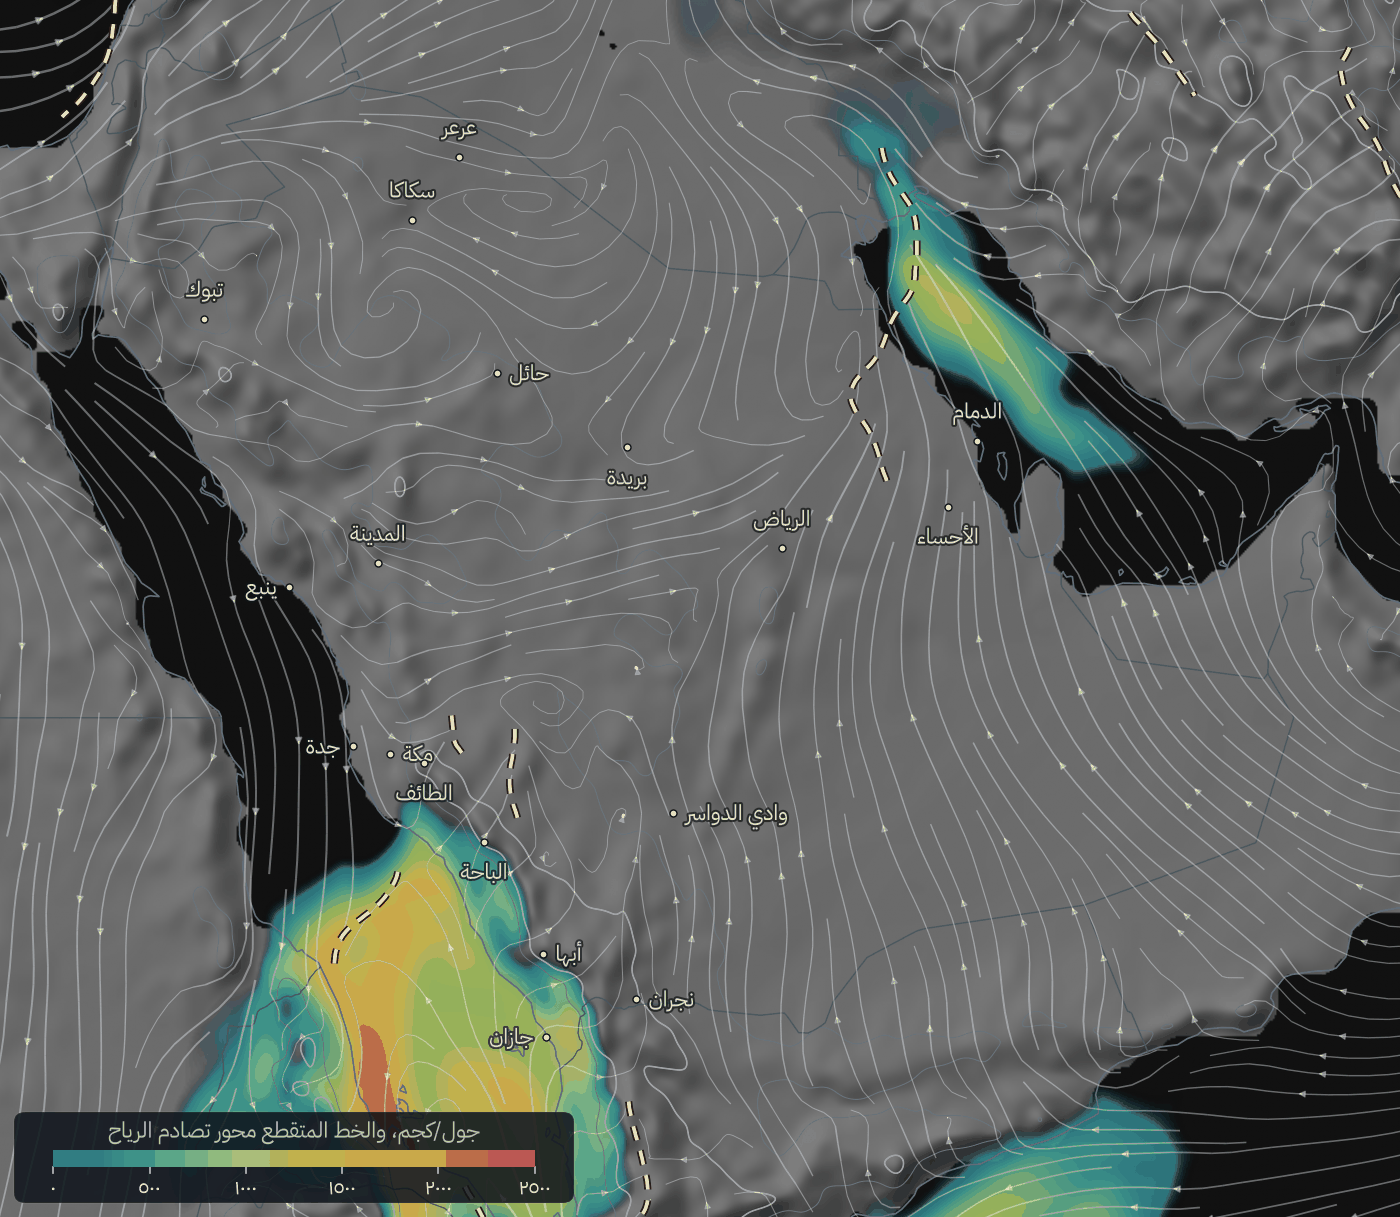 عرعر
سكاكا
تبوك
حائل
الدمام
بريدة
الرياض
الأحساء
المدينة
ينبع
جدة
مكة
الطائف
وادي الدواسر
الباحة
أبها
نجران
جازان
جول/كجم، والخط المتقطع محور تصادم الرياح
٠ ٥٠٠ ١٠٠٠ ١٥٠٠ ٢٠٠٠ ٢٥٠٠